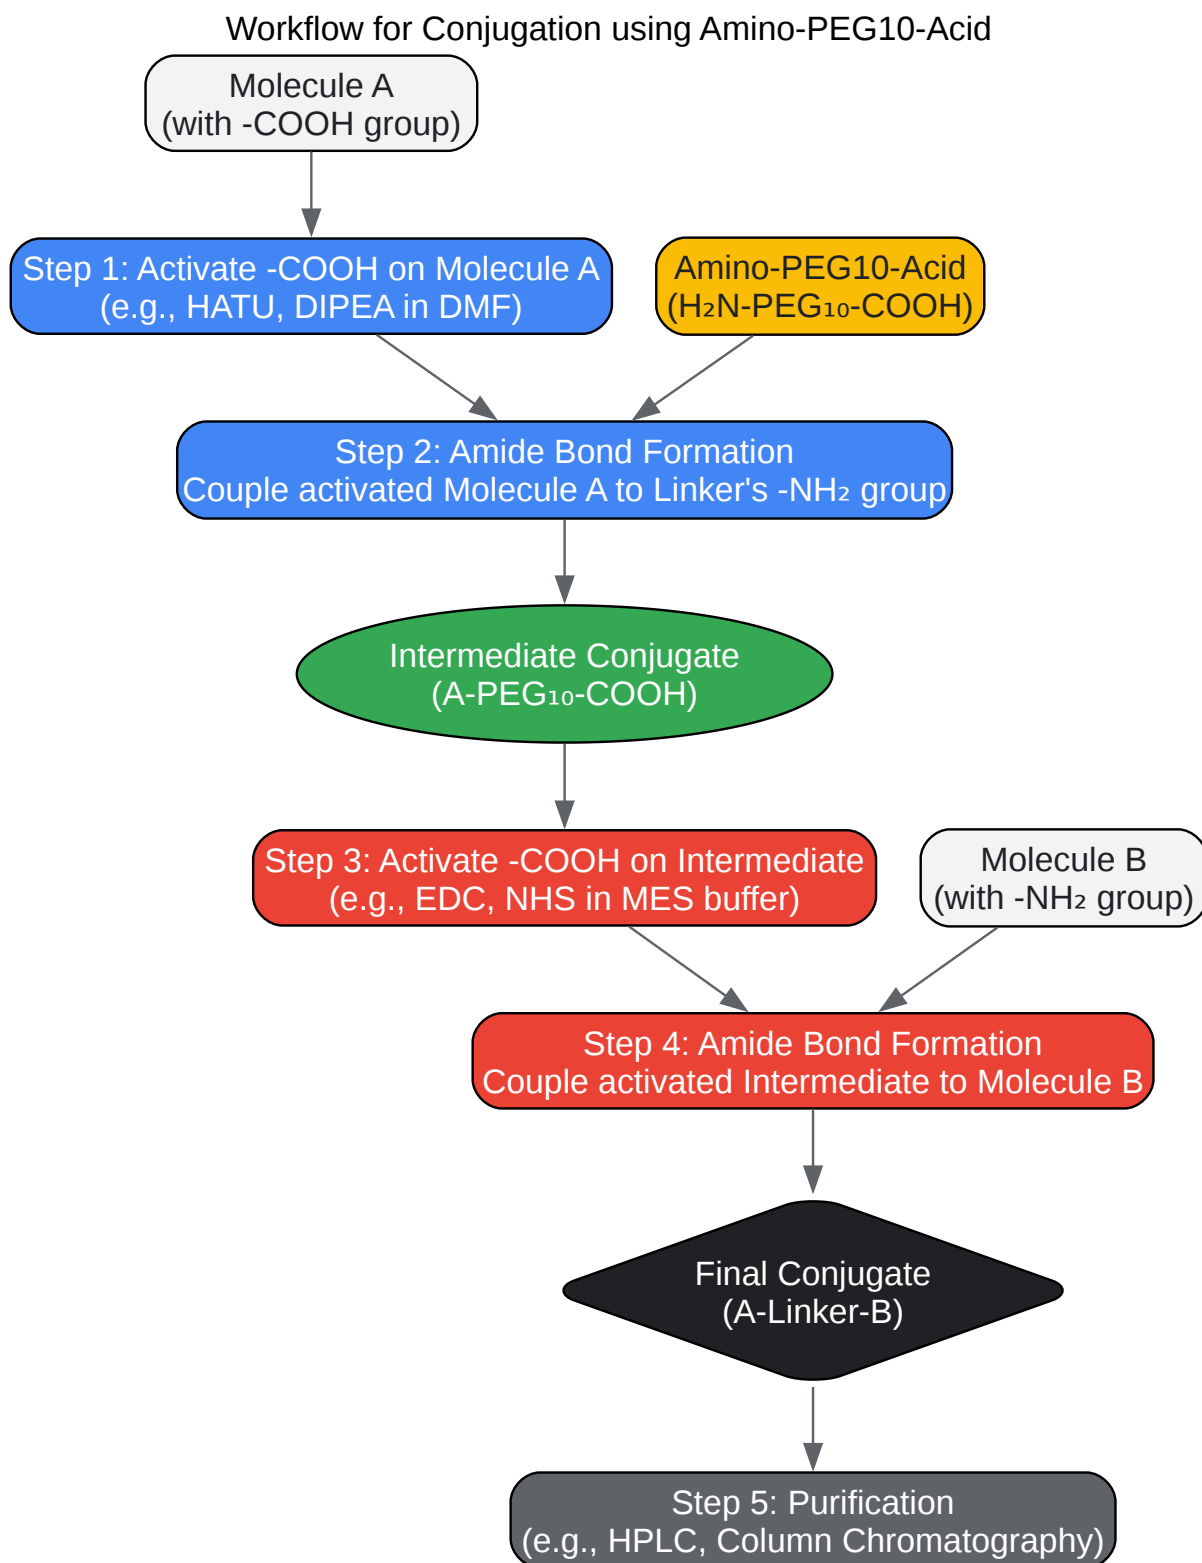 Workflow for Conjugation using Amino-PEG10-Acid
Molecule A
(with -COOH group)
Step 1: Activate -COOH on Molecule A
(e.g., HATU, DIPEA in DMF)
Amino-PEG10-Acid
(H₂N-PEG₁₀-COOH)
Step 2: Amide Bond Formation
Couple activated Molecule A to Linker's -NH₂ group
Intermediate Conjugate
(A-PEG₁₀-COOH)
Step 3: Activate -COOH on Intermediate
(e.g., EDC, NHS in MES buffer)
Molecule B
(with -NH₂ group)
Step 4: Amide Bond Formation
Couple activated Intermediate to Molecule B
Final Conjugate
(A-Linker-B)
Step 5: Purification
(e.g., HPLC, Column Chromatography)